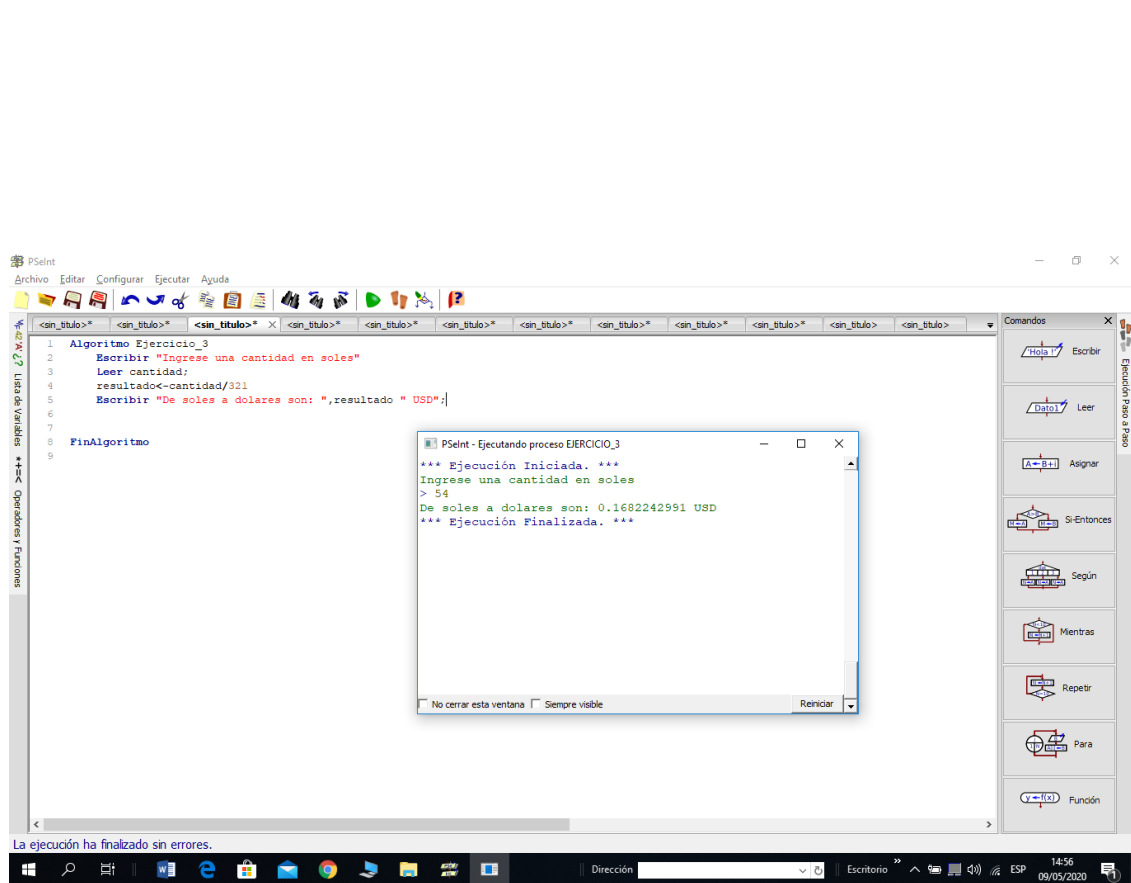 PSeInt
Archivo Editar Configurar Ejecutar Ayuda
<sin_titulo>* <sin_titulo>* <sin_titulo>* <sin_titulo>* <sin_titulo>* <sin_titulo>* <sin_titulo>* <sin_titulo>* <sin_titulo>* <sin_titulo>* <sin_titulo> <sin_titulo>
1 Algoritmo Ejercicio_3
2 Escribir "Ingrese una cantidad en soles"
3 Leer cantidad;
4 resultado<-cantidad/321
5 Escribir "De soles a dolares son: ",resultado " USD";
6
7
8 FinAlgoritmo
9
Lista de Variables
Operadores y Funciones
PSeInt - Ejecutando proceso EJERCICIO_3
*** Ejecución Iniciada. ***
Ingrese una cantidad en soles
> 54
De soles a dolares son: 0.1682242991 USD
*** Ejecución Finalizada. ***
No cerrar esta ventana Siempre visible Reiniciar
Comandos
'Hola !' Escribir
Dato1 Leer
A←B+i Asignar
Si-Entonces
Según
Mientras
Repetir
Para
y←f(x) Función
Ejecución Paso a Paso
La ejecución ha finalizado sin errores.
Dirección
Escritorio
ESP
14:56
09/05/2020